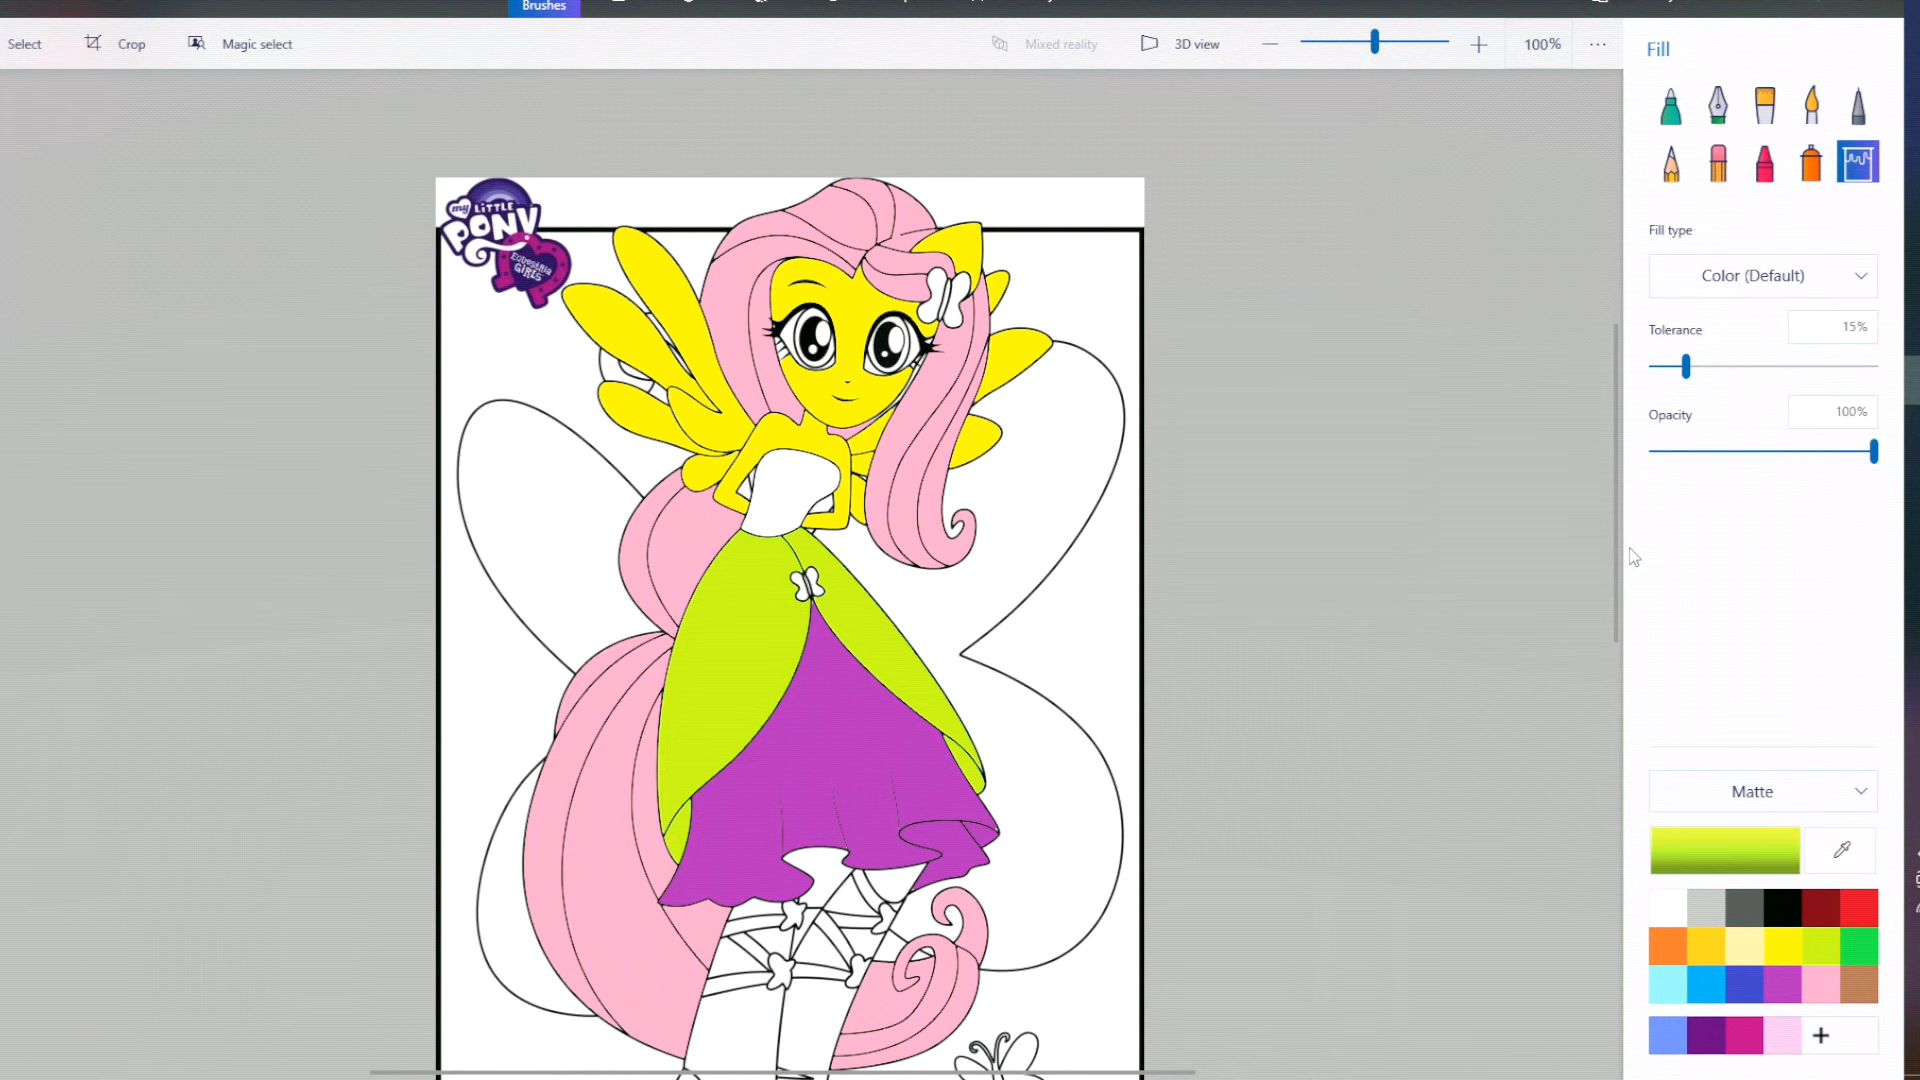 Brushes
Select
Crop
Magic select
Mixed reality
3D view
100%
Fill
Fill type
Color (Default)
Tolerance
15%
Opacity
100%
Matte
my
LITTLE
PONY
EQUESTRIA
GIRLS